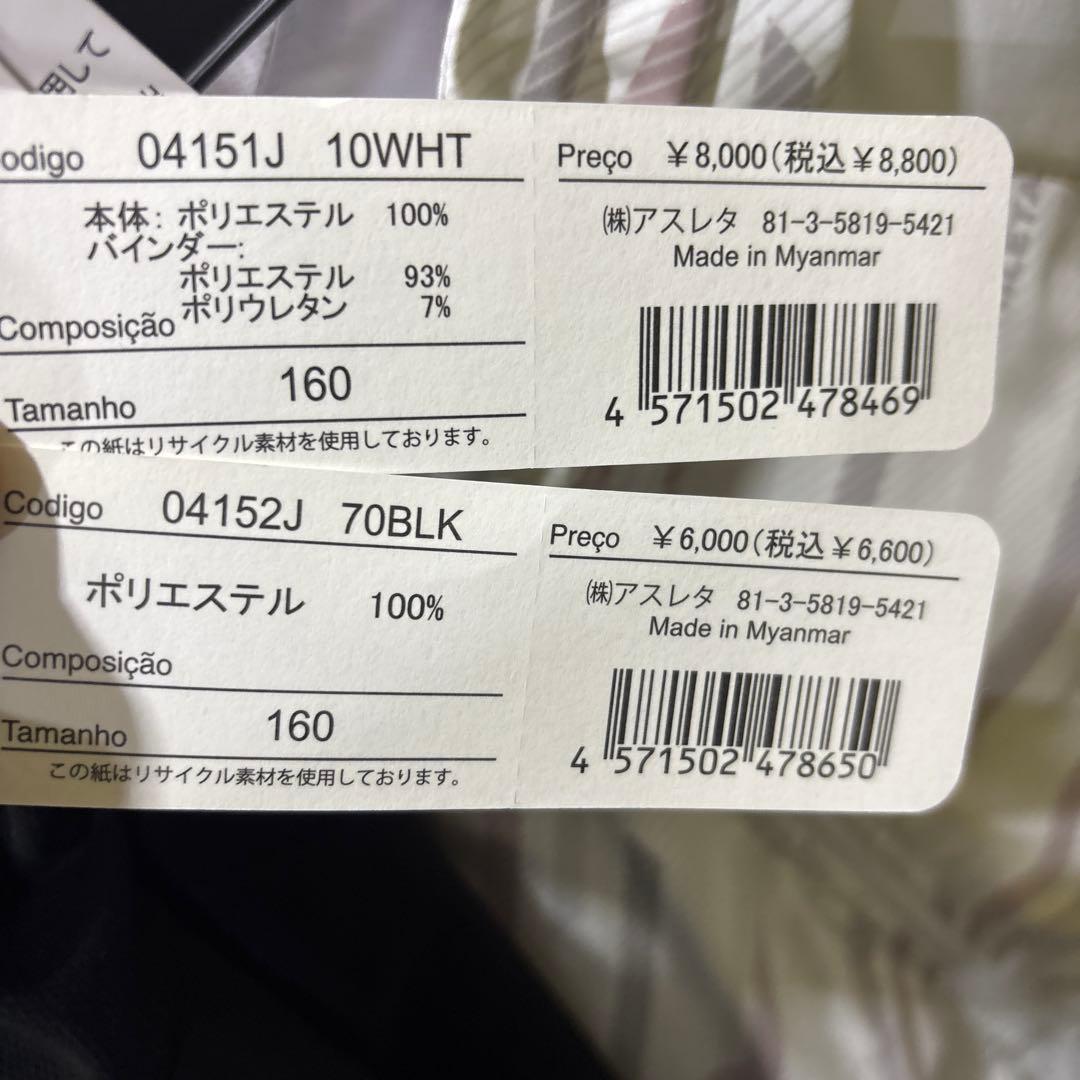 用して
odigo 04151J 10WHT
本体: ポリエステル 100%
バインダー:
ポリエステル 93%
ポリウレタン 7%
Composição
160
Tamanho
この紙はリサイクル素材を使用しております。
Preço ¥8,000(税込¥8,800)
㈱アスレタ 81-3-5819-5421
Made in Myanmar
4 571502 478469
Codigo 04152J 70BLK
ポリエステル 100%
Composição
160
Tamanho
この紙はリサイクル素材を使用しております。
Preço ¥6,000(税込¥6,600)
㈱アスレタ 81-3-5819-5421
Made in Myanmar
4 571502 478650